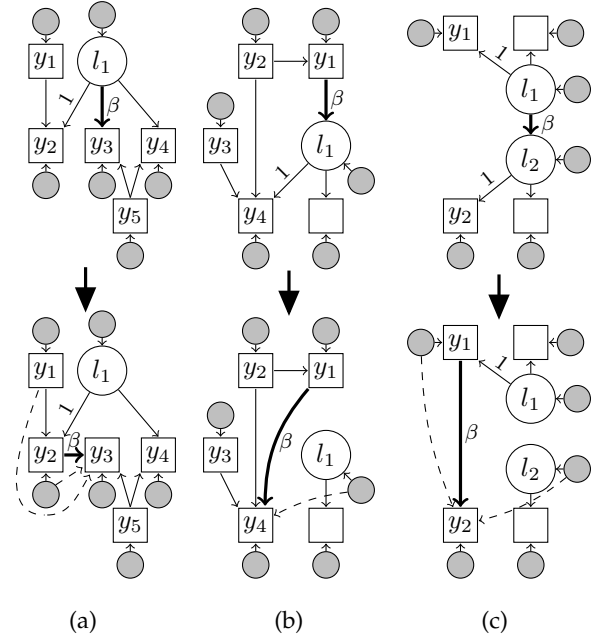 y1 l1
1 β
y2 y3 y4
y5
y1 l1
1
y2 β y3 y4
y5
(a)
y2 y1
β
y3 l1
1
y4
y2 y1
β
y3 l1
y4
(b)
y1
1 l1
β
l2
1
y2
y1
1 l1
β
l2
y2
(c)